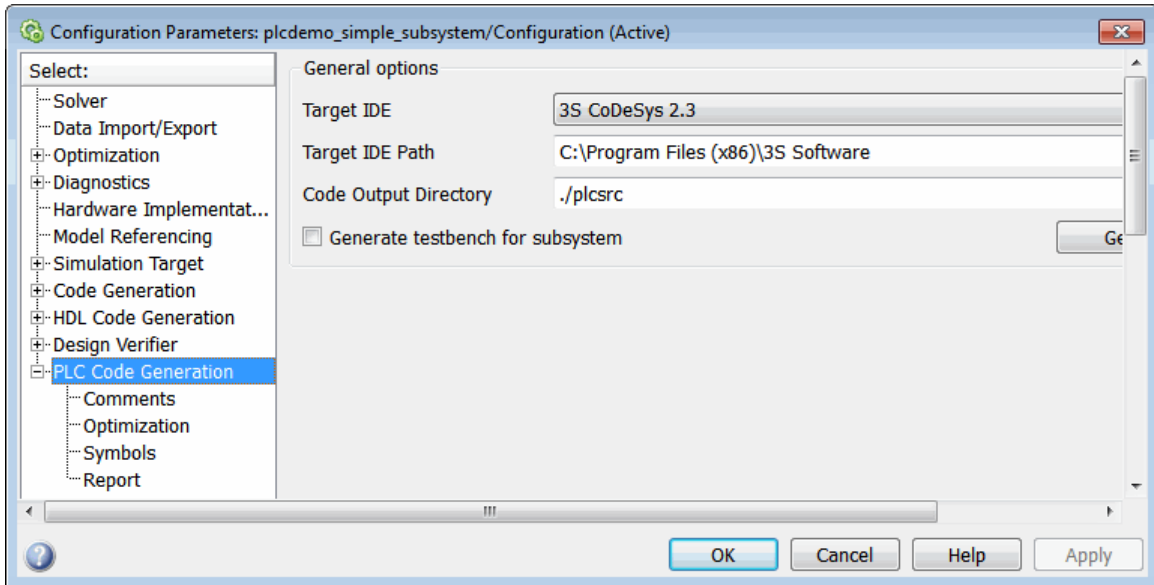 Configuration Parameters: plcdemo_simple_subsystem/Configuration (Active)
Select:
Solver
Data Import/Export
Optimization
Diagnostics
Hardware Implementat...
Model Referencing
Simulation Target
Code Generation
HDL Code Generation
Design Verifier
PLC Code Generation
Comments
Optimization
Symbols
Report
General options
Target IDE
3S CoDeSys 2.3
Target IDE Path
C:\Program Files (x86)\3S Software
Code Output Directory
./plcsrc
Generate testbench for subsystem
Ge
OK
Cancel
Help
Apply